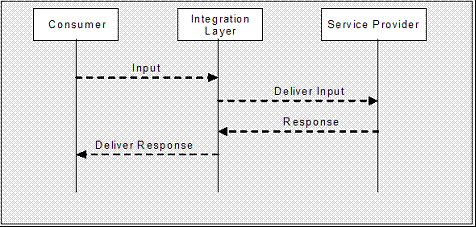 Consumer
Integration
Layer
Service Provider
Input
Deliver Input
Response
Deliver Response